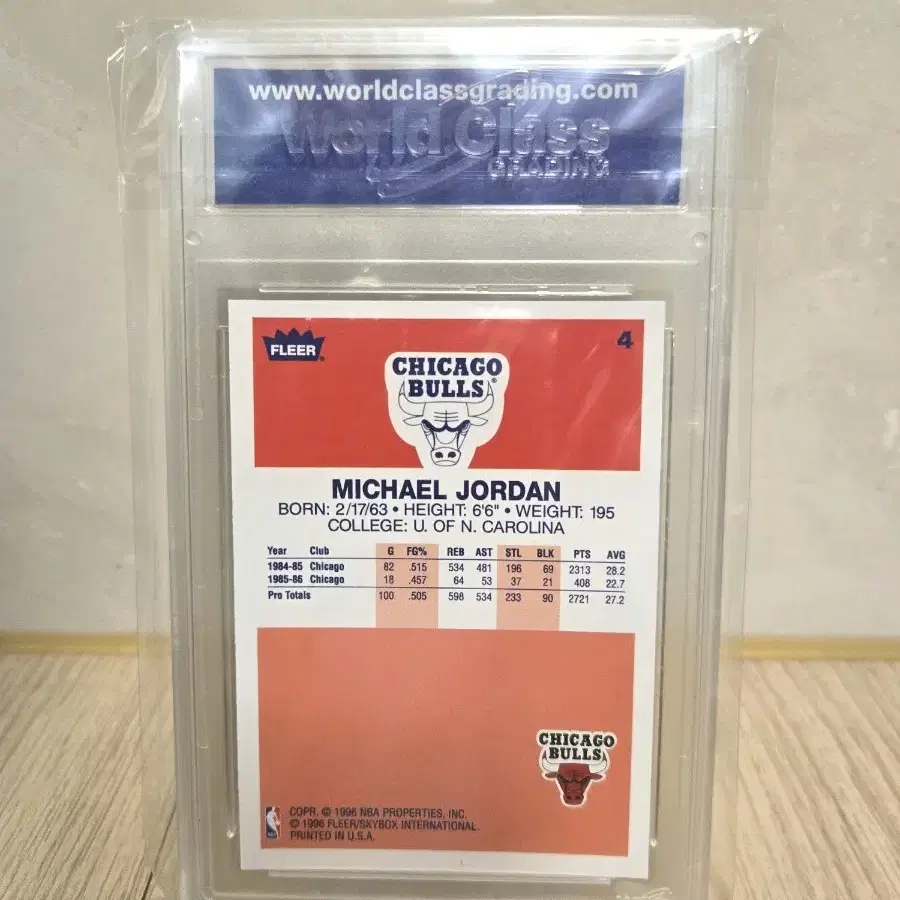 www.worldclassgrading.com
World Class
GRADING
FLEER®
4
CHICAGO
BULLS®
MICHAEL JORDAN
BORN: 2/17/63 • HEIGHT: 6'6" • WEIGHT: 195
COLLEGE: U. OF N. CAROLINA
Year Club G FG% REB AST STL BLK PTS AVG
1984-85 Chicago 82 .515 534 481 196 69 2313 28.2
1985-86 Chicago 18 .457 64 53 37 21 408 22.7
Pro Totals 100 .505 598 534 233 90 2721 27.2
CHICAGO
BULLS
NBA
COPR. © 1996 NBA PROPERTIES, INC.
© 1996 FLEER/SKYBOX INTERNATIONAL.
PRINTED IN U.S.A.